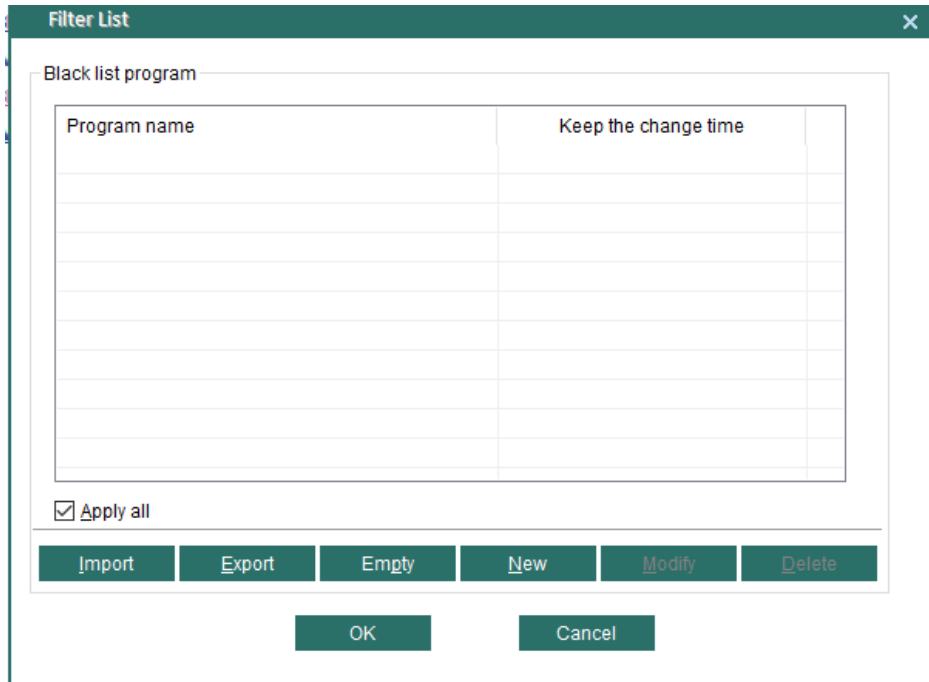 Filter List
Black list program
Program name Keep the change time
Apply all
Import Export Empty New Modify Delete
OK Cancel